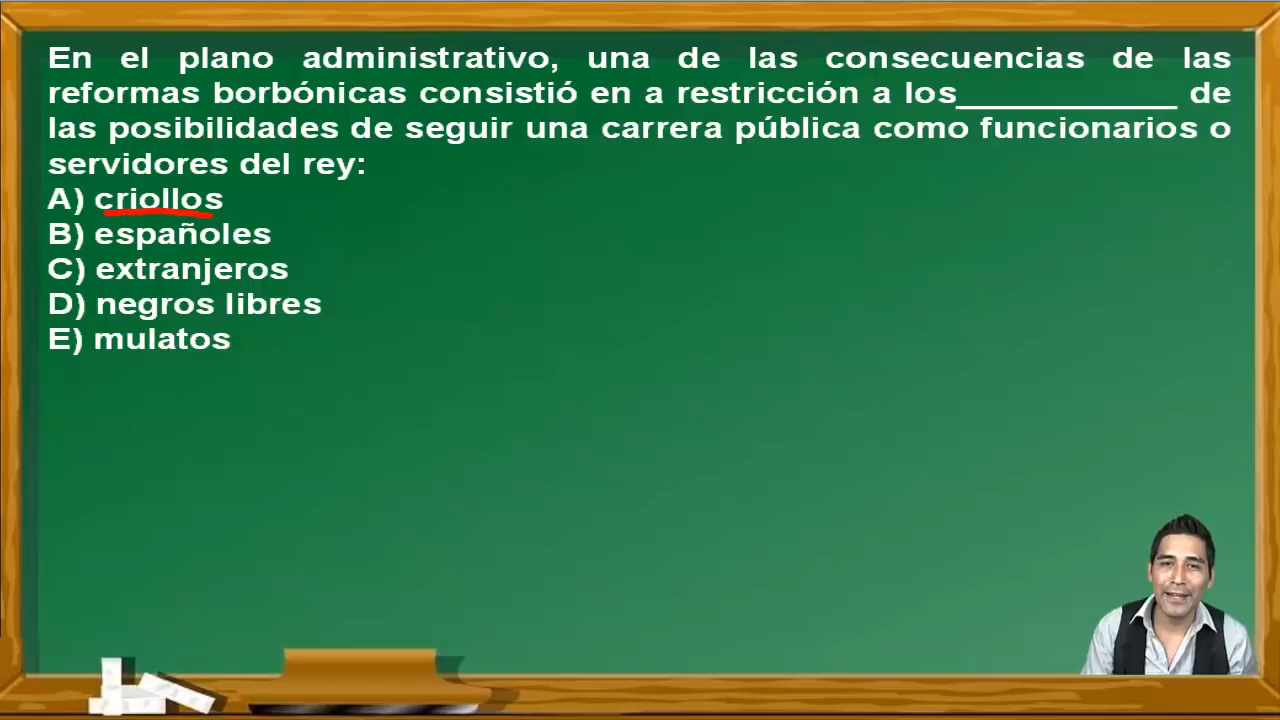 En el plano administrativo, una de las consecuencias de las
reformas borbónicas consistió en a restricción a los____________ de
las posibilidades de seguir una carrera pública como funcionarios o
servidores del rey:
A) criollos
B) españoles
C) extranjeros
D) negros libres
E) mulatos